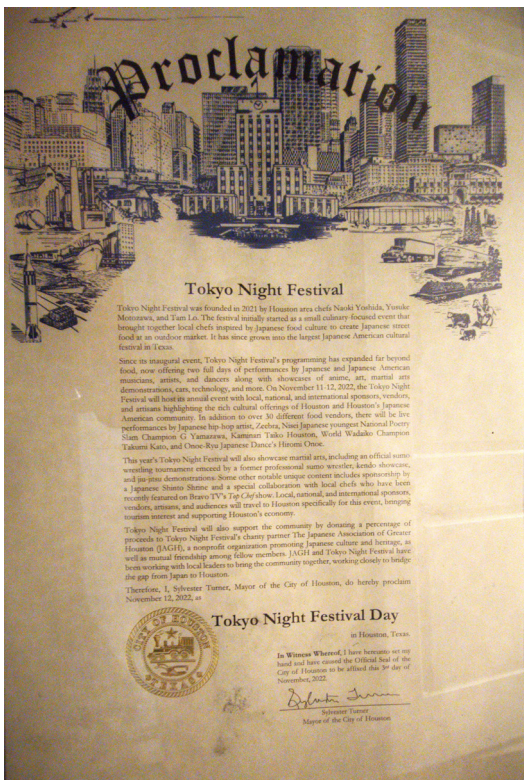 Proclamation
Tokyo Night Festival
Tokyo Night Festival was founded in 2021 by Houston area chefs Naoki Yoshida, Yusuke
Motozawa, and Tam Lö. The festival initially started as a small culinary-focused event that
brought together local chefs inspired by Japanese food culture to create Japanese street
food at an outdoor market. It has since grown into the largest Japanese American cultural
festival in Texas.
Since its inaugural event, Tokyo Night Festival's programming has expanded far beyond
food, now offering two full days of performances by Japanese and Japanese American
musicians, artists, and dancers along with showcases of anime, art, martial arts
demonstrations, cars, technology, and more. On November 11-12, 2022, the Tokyo Night
Festival will host its annual event with local, national, and international sponsors, vendors,
and artisans highlighting the rich cultural offerings of Houston and Houston's Japanese
American community. In addition to over 30 different food vendors, there will be live
performances by Japanese hip-hop artist, Zeebra, Nisei Japanese youngest National Poetry
Slam Champion G Yamazawa, Kaminari Taiko Houston, World Wadaiko Champion
Takumi Kato, and Onoe-Ryu Japanese Dance's Hiromi Onoe.
This year's Tokyo Night Festival will also showcase martial arts, including an official sumo
wrestling tournament emceed by a former professional sumo wrestler, kendo showcase,
and jiu-jitsu demonstrations. Some other notable unique content includes sponsorship by
a Japanese Shinto Shrine and a special collaboration with local chefs who have been
recently featured on Bravo TV's Top Chef show. Local, national, and international sponsors,
vendors, artisans, and audiences will travel to Houston specifically for this event, bringing
tourism interest and supporting Houston's economy.
Tokyo Night Festival will also support the community by donating a percentage of
proceeds to Tokyo Night Festival's charity partner The Japanese Association of Greater
Houston (JAGH), a nonprofit organization promoting Japanese culture and heritage, as
well as mutual friendship among fellow members. JAGH and Tokyo Night Festival have
been working with local leaders to bring the community together, working closely to bridge
the gap from Japan to Houston.
Therefore, I, Sylvester Turner, Mayor of the City of Houston, do hereby proclaim
November 12, 2022, as
Tokyo Night Festival Day
in Houston, Texas.
CITY OF HOUSTON
TEXAS
In Witness Whereof, I have hereunto set my
hand and have caused the Official Seal of the
City of Houston to be affixed this 3rd day of
November, 2022.
Sylvester Turner
Sylvester Turner
Mayor of the City of Houston